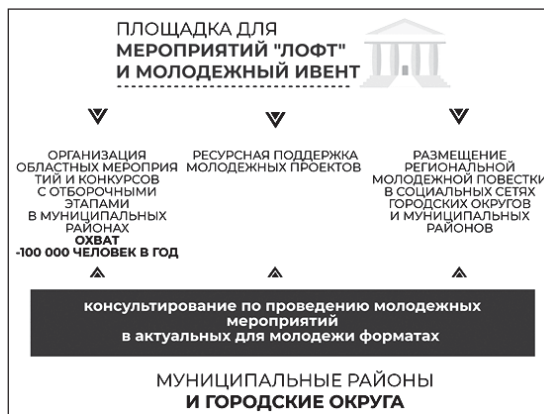 ПЛОЩАДКА ДЛЯ
МЕРОПРИЯТИЙ "ЛОФТ"
И МОЛОДЕЖНЫЙ ИВЕНТ
ОРГАНИЗАЦИЯ
ОБЛАСТНЫХ МЕРОПРИЯ
ТИЙ И КОНКУРСОВ
С ОТБОРОЧНЫМИ
ЭТАПАМИ
В МУНИЦИПАЛЬНЫХ
РАЙОНАХ
ОХВАТ
-100 000 ЧЕЛОВЕК В ГОД
РЕСУРСНАЯ ПОДДЕРЖКА
МОЛОДЕЖНЫХ ПРОЕКТОВ
РАЗМЕЩЕНИЕ
РЕГИОНАЛЬНОЙ
МОЛОДЕЖНОЙ ПОВЕСТКИ
В СОЦИАЛЬНЫХ СЕТЯХ
ГОРОДСКИХ ОКРУГОВ
И МУНИЦИПАЛЬНЫХ
РАЙОНОВ
консультирование по проведению молодежных
мероприятий
в актуальных для молодежи форматах
МУНИЦИПАЛЬНЫЕ РАЙОНЫ
И ГОРОДСКИЕ ОКРУГА